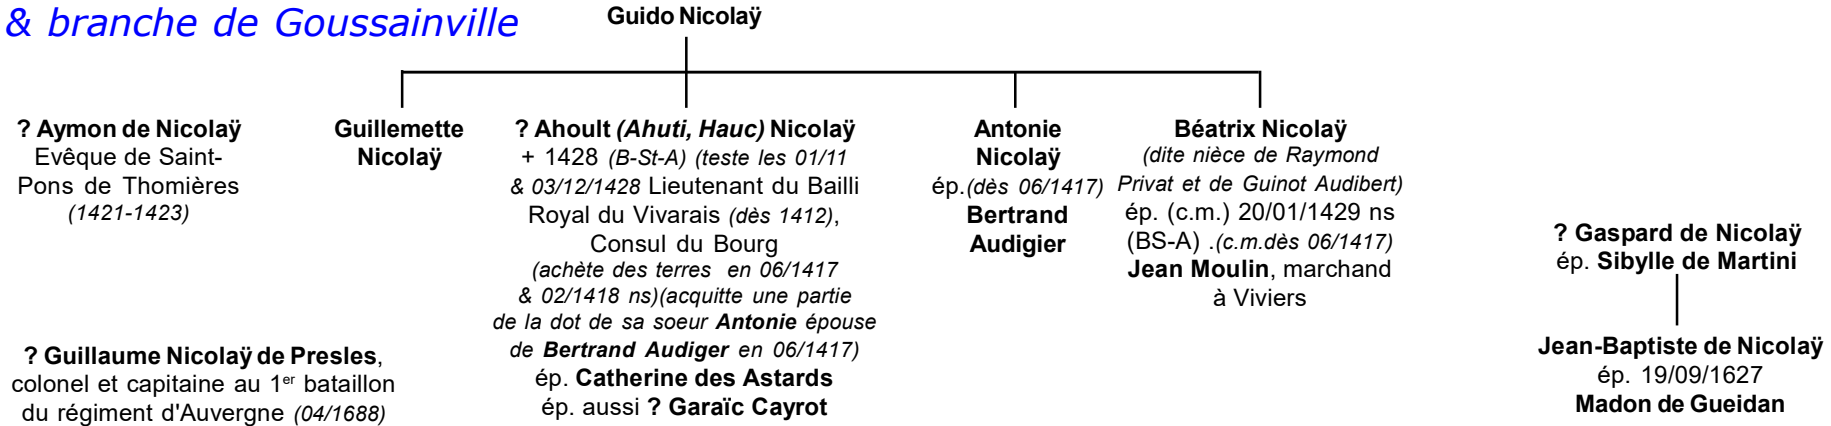 & branche de Goussainville
Guido Nicolaÿ
? Aymon de Nicolaÿ
Evêque de Saint-
Pons de Thomières
(1421-1423)
Guillemette
Nicolaÿ
? Ahoult (Ahuti, Hauc) Nicolaÿ
+ 1428 (B-St-A) (teste les 01/11
& 03/12/1428 Lieutenant du Bailli
Royal du Vivarais (dès 1412),
Consul du Bourg
(achète des terres en 06/1417
& 02/1418 ns)(acquitte une partie
de la dot de sa soeur Antonie épouse
de Bertrand Audiger en 06/1417)
ép. Catherine des Astards
ép. aussi ? Garaïc Cayrot
Antonie
Nicolaÿ
ép.(dès 06/1417)
Bertrand
Audigier
Béatrix Nicolaÿ
(dite nièce de Raymond
Privat et de Guinot Audibert)
ép. (c.m.) 20/01/1429 ns
(BS-A) .(c.m.dès 06/1417)
Jean Moulin, marchand
à Viviers
? Gaspard de Nicolaÿ
ép. Sibylle de Martini
Jean-Baptiste de Nicolaÿ
ép. 19/09/1627
Madon de Gueidan
? Guillaume Nicolaÿ de Presles,
colonel et capitaine au 1er bataillon
du régiment d'Auvergne (04/1688)